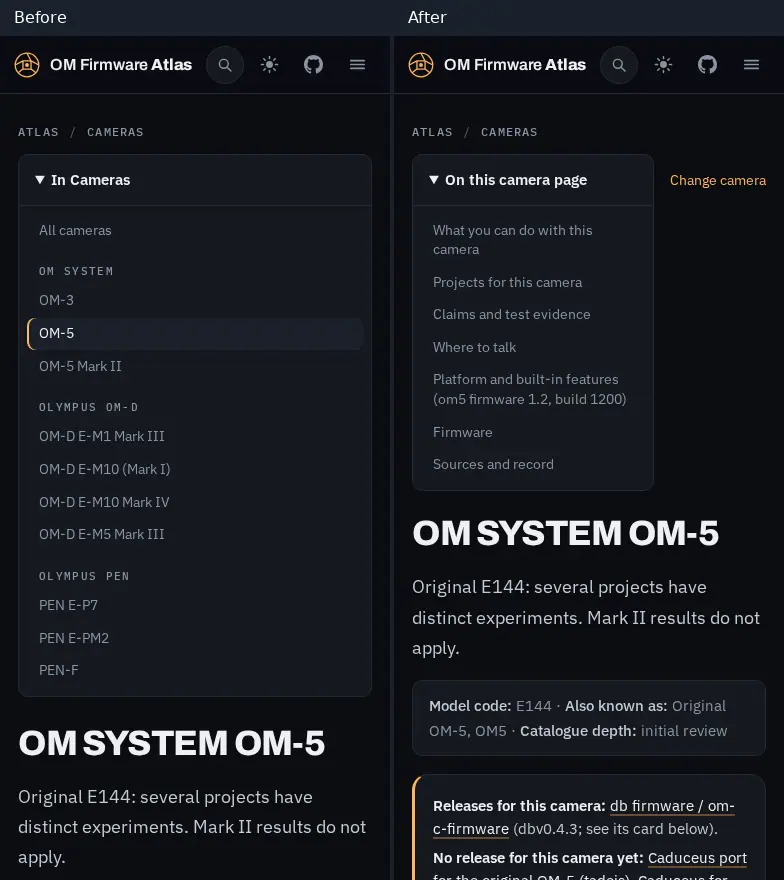 Before
OM Firmware Atlas
ATLAS / CAMERAS
In Cameras
All cameras
OM SYSTEM
OM-3
OM-5
OM-5 Mark II
OLYMPUS OM-D
OM-D E-M1 Mark III
OM-D E-M10 (Mark I)
OM-D E-M10 Mark IV
OM-D E-M5 Mark III
OLYMPUS PEN
PEN E-P7
PEN E-PM2
PEN-F
OM SYSTEM OM-5
Original E144: several projects have
distinct experiments. Mark II results do not
apply.
After
OM Firmware Atlas
ATLAS / CAMERAS
On this camera page
Change camera
What you can do with this
camera
Projects for this camera
Claims and test evidence
Where to talk
Platform and built-in features
(om5 firmware 1.2, build 1200)
Firmware
Sources and record
OM SYSTEM OM-5
Original E144: several projects have
distinct experiments. Mark II results do not
apply.
Model code: E144 · Also known as: Original
OM-5, OM5 · Catalogue depth: initial review
Releases for this camera: db firmware / om-
c-firmware (dbv0.4.3; see its card below).
No release for this camera yet: Caduceus port
for the original OM-5 (tadeis), Caduceus for